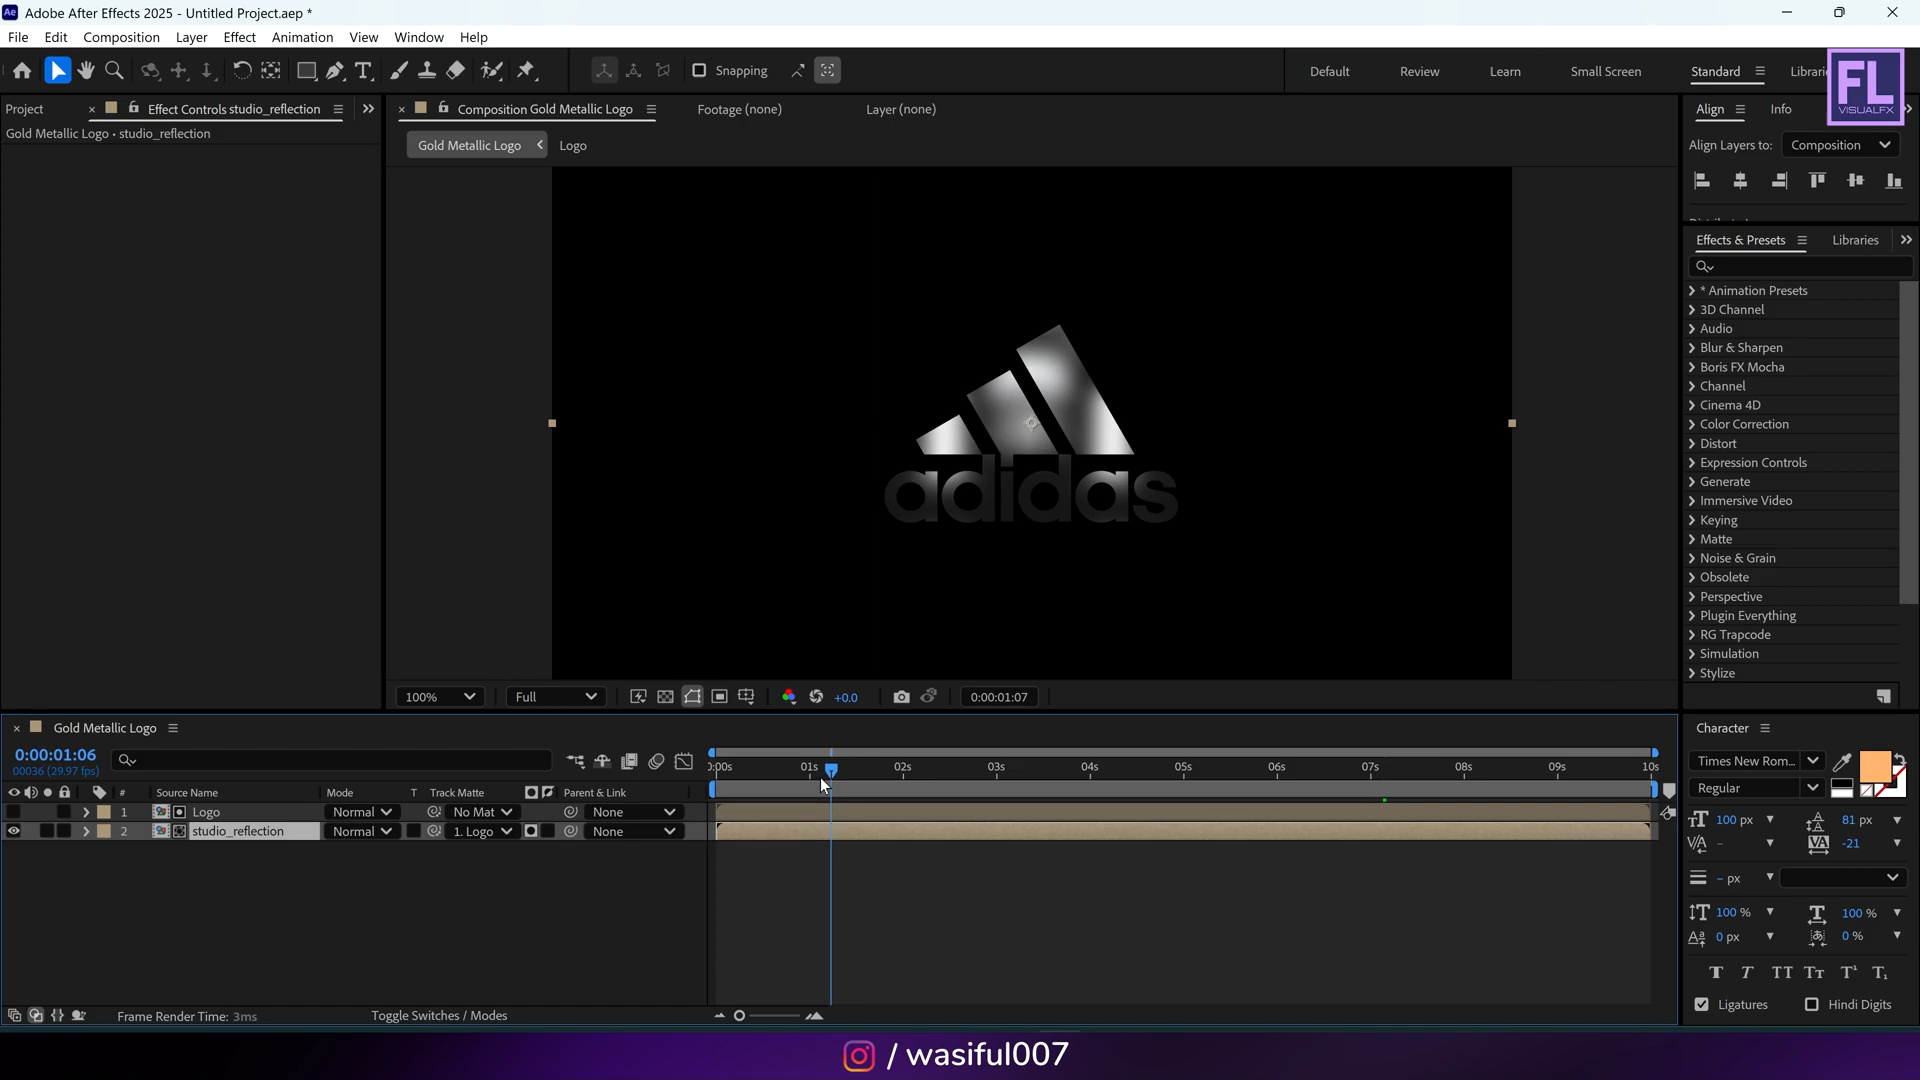 Adobe After Effects 2025 - Untitled Project.aep *
File Edit Composition Layer Effect Animation View Window Help
Snapping
Default Review Learn Small Screen Standard Librari
FL
VISUALFX
Project Effect Controls studio_reflection
Composition Gold Metallic Logo Footage (none) Layer (none)
Align Info
Gold Metallic Logo • studio_reflection
Gold Metallic Logo Logo
Align Layers to: Composition
Effects & Presets Libraries
* Animation Presets
3D Channel
Audio
Blur & Sharpen
Boris FX Mocha
Channel
Cinema 4D
Color Correction
Distort
Expression Controls
Generate
Immersive Video
Keying
Matte
Noise & Grain
Obsolete
Perspective
Plugin Everything
RG Trapcode
Simulation
Stylize
adidas
100% Full +0.0 0:00:01:07
Gold Metallic Logo
0:00:01:06
00036 (29.97 fps)
0:00s 01s 02s 03s 04s 05s 06s 07s 08s 09s 10s
# Source Name Mode T Track Matte Parent & Link
1 Logo Normal No Mat None
2 studio_reflection Normal 1. Logo None
Frame Render Time: 3ms Toggle Switches / Modes
Character
Times New Rom...
Regular
100 px 81 px
-21
– px
100 % 100 %
0 px 0 %
Ligatures Hindi Digits
/ wasiful007